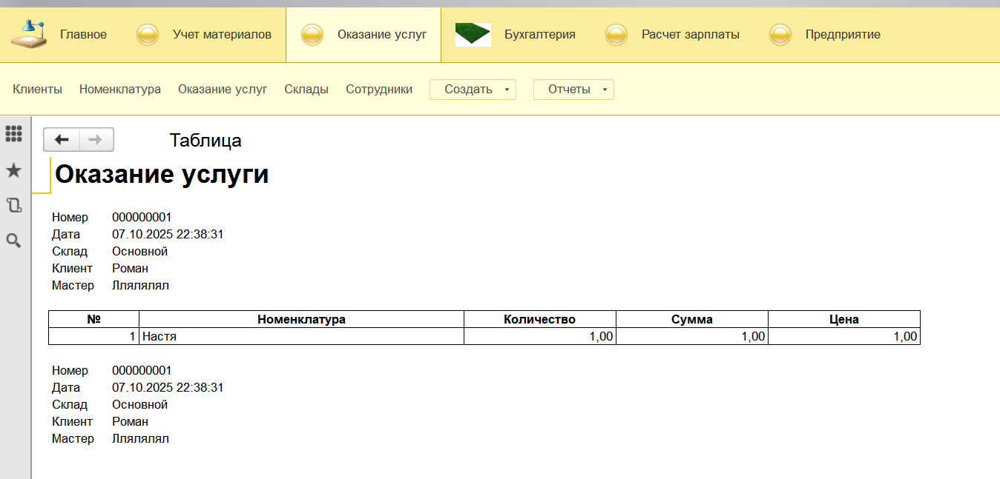 Главное Учет материалов Оказание услуг Бухгалтерия Расчет зарплаты Предприятие
Клиенты Номенклатура Оказание услуг Склады Сотрудники Создать Отчеты
Таблица
Оказание услуги
Номер 000000001
Дата 07.10.2025 22:38:31
Склад Основной
Клиент Роман
Мастер Ллялялял
№ Номенклатура Количество Сумма Цена
1 Настя 1,00 1,00 1,00
Номер 000000001
Дата 07.10.2025 22:38:31
Склад Основной
Клиент Роман
Мастер Ллялялял